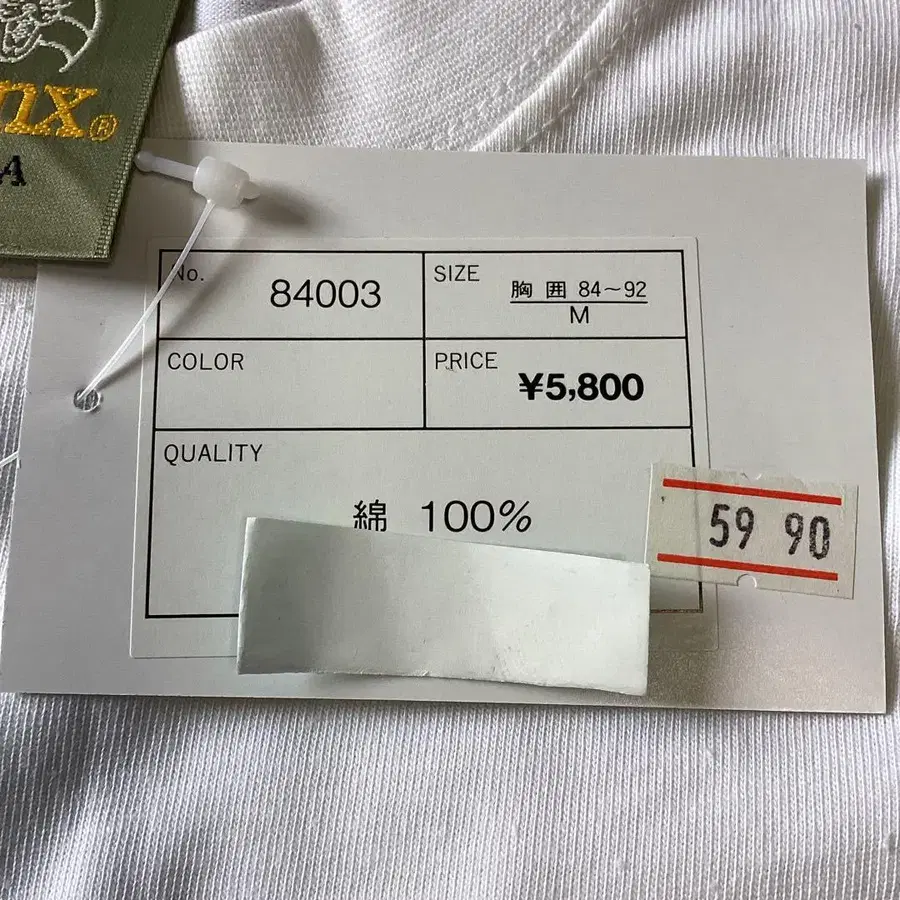 nx®
A
No.
84003
SIZE
胸 囲 84~92
M
COLOR
PRICE
¥5,800
QUALITY
綿 100%
59 90